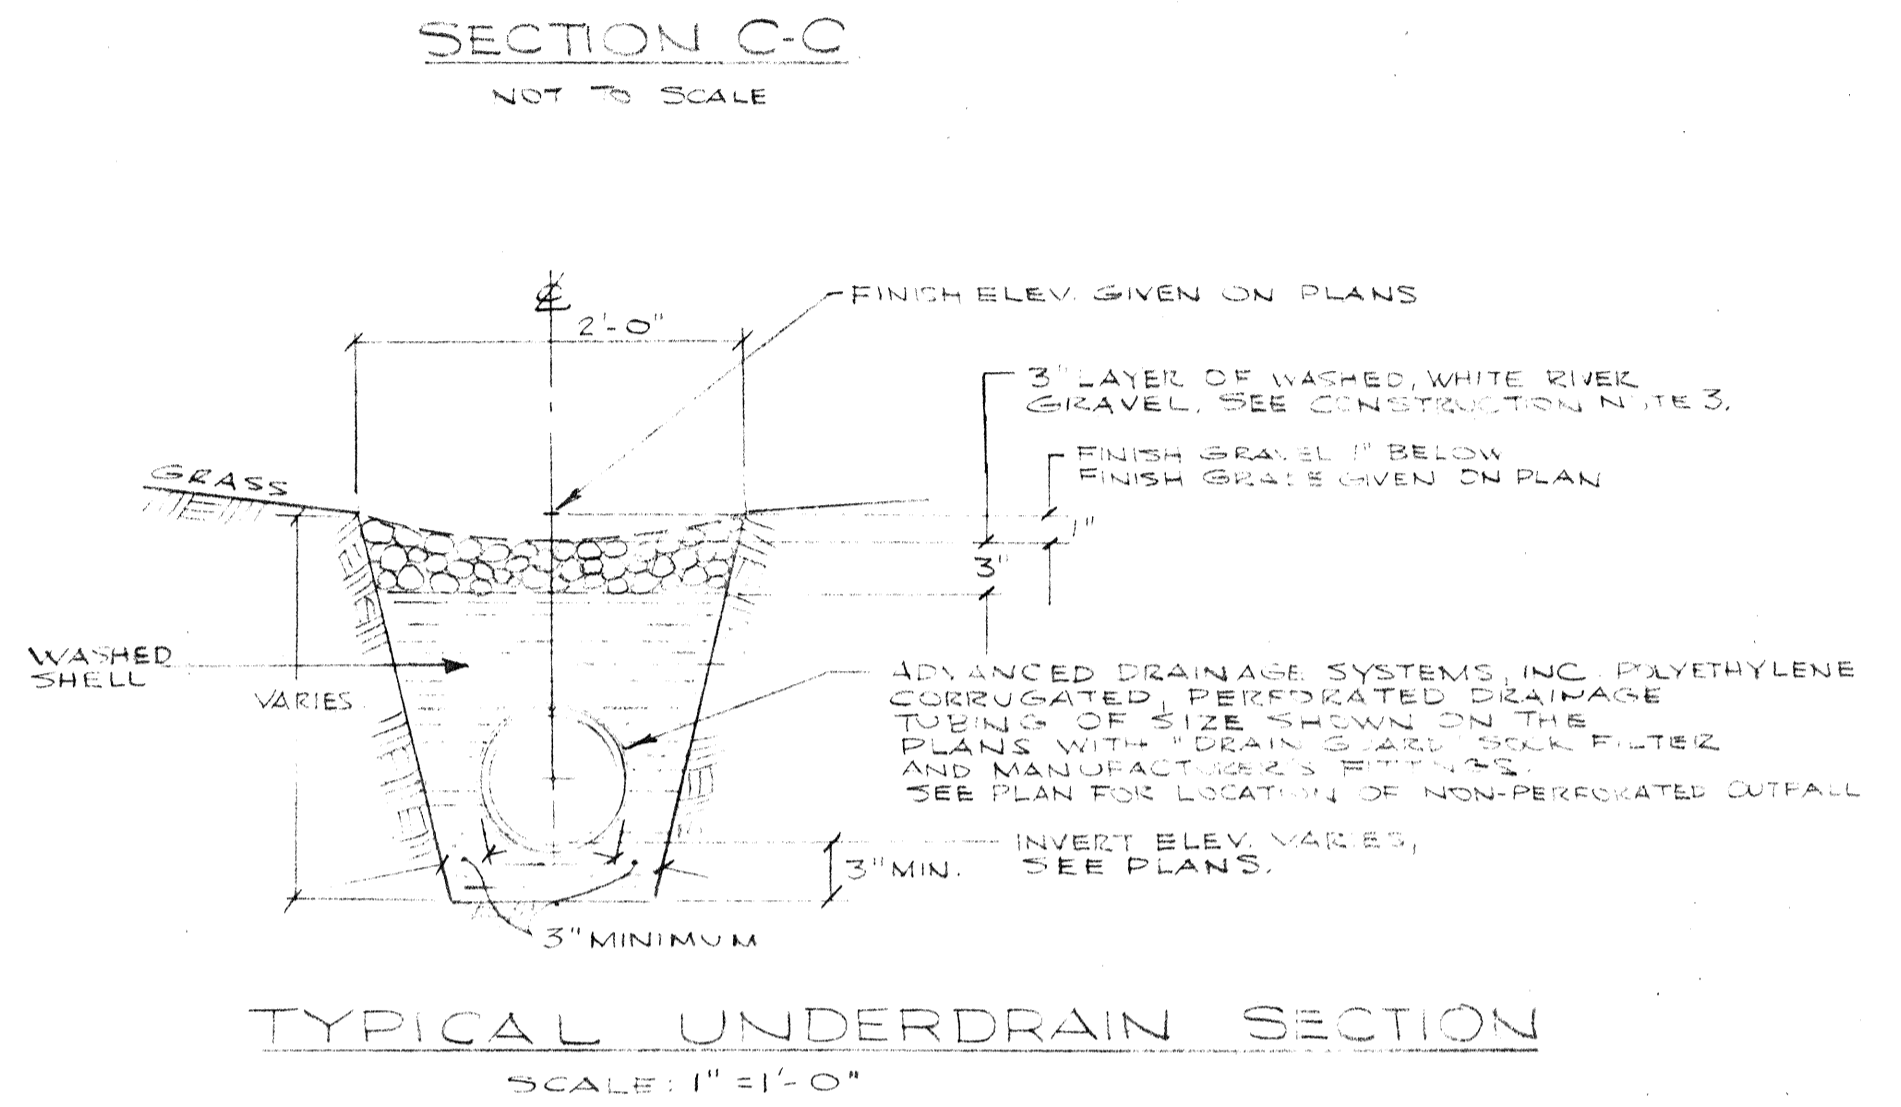 SECTION C-C
NOT TO SCALE
℄
2'-0"
FINISH ELEV. GIVEN ON PLANS
3" LAYER OF WASHED, WHITE RIVER
GRAVEL. SEE CONSTRUCTION NOTE 3.
FINISH GRAVEL 1" BELOW
FINISH GRADE GIVEN ON PLAN
GRASS
1"
3"
WASHED
SHELL
VARIES
ADVANCED DRAINAGE SYSTEMS, INC. POLYETHYLENE
CORRUGATED, PERFORATED DRAINAGE
TUBING OF SIZE SHOWN ON THE
PLANS WITH "DRAIN GUARD" SOCK FILTER
AND MANUFACTURER'S FITTINGS.
SEE PLAN FOR LOCATION OF NON-PERFORATED OUTFALL
INVERT ELEV. VARIES,
SEE PLANS.
3" MIN.
3" MINIMUM
TYPICAL UNDERDRAIN SECTION
SCALE: 1" = 1'-0"